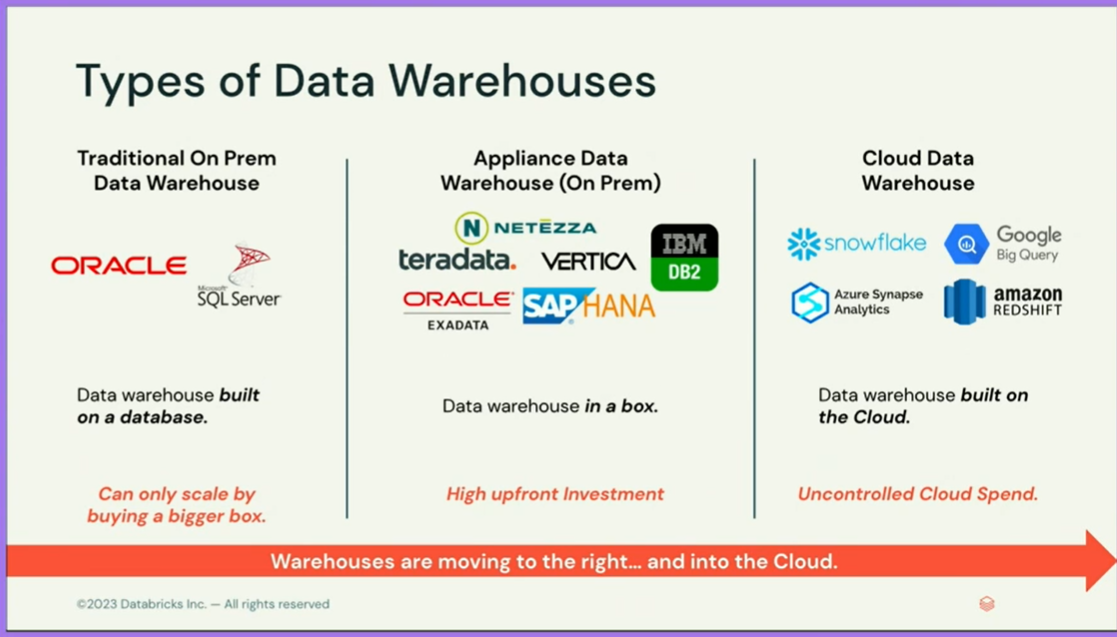 Types of Data Warehouses
Traditional On Prem
Data Warehouse
ORACLE
Microsoft
SQL Server
Data warehouse built
on a database.
Can only scale by
buying a bigger box.
Appliance Data
Warehouse (On Prem)
N NETEZZA
teradata.
VERTICA
IBM
DB2
ORACLE
EXADATA
SAP HANA
Data warehouse in a box.
High upfront Investment
Cloud Data
Warehouse
snowflake
Google
Big Query
Azure Synapse
Analytics
amazon
REDSHIFT
Data warehouse built on
the Cloud.
Uncontrolled Cloud Spend.
Warehouses are moving to the right... and into the Cloud.
©2023 Databricks Inc. — All rights reserved